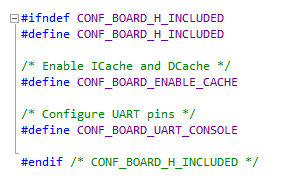 #ifndef CONF_BOARD_H_INCLUDED
#define CONF_BOARD_H_INCLUDED
/* Enable ICache and DCache */
#define CONF_BOARD_ENABLE_CACHE
/* Configure UART pins */
#define CONF_BOARD_UART_CONSOLE
#endif /* CONF_BOARD_H_INCLUDED */